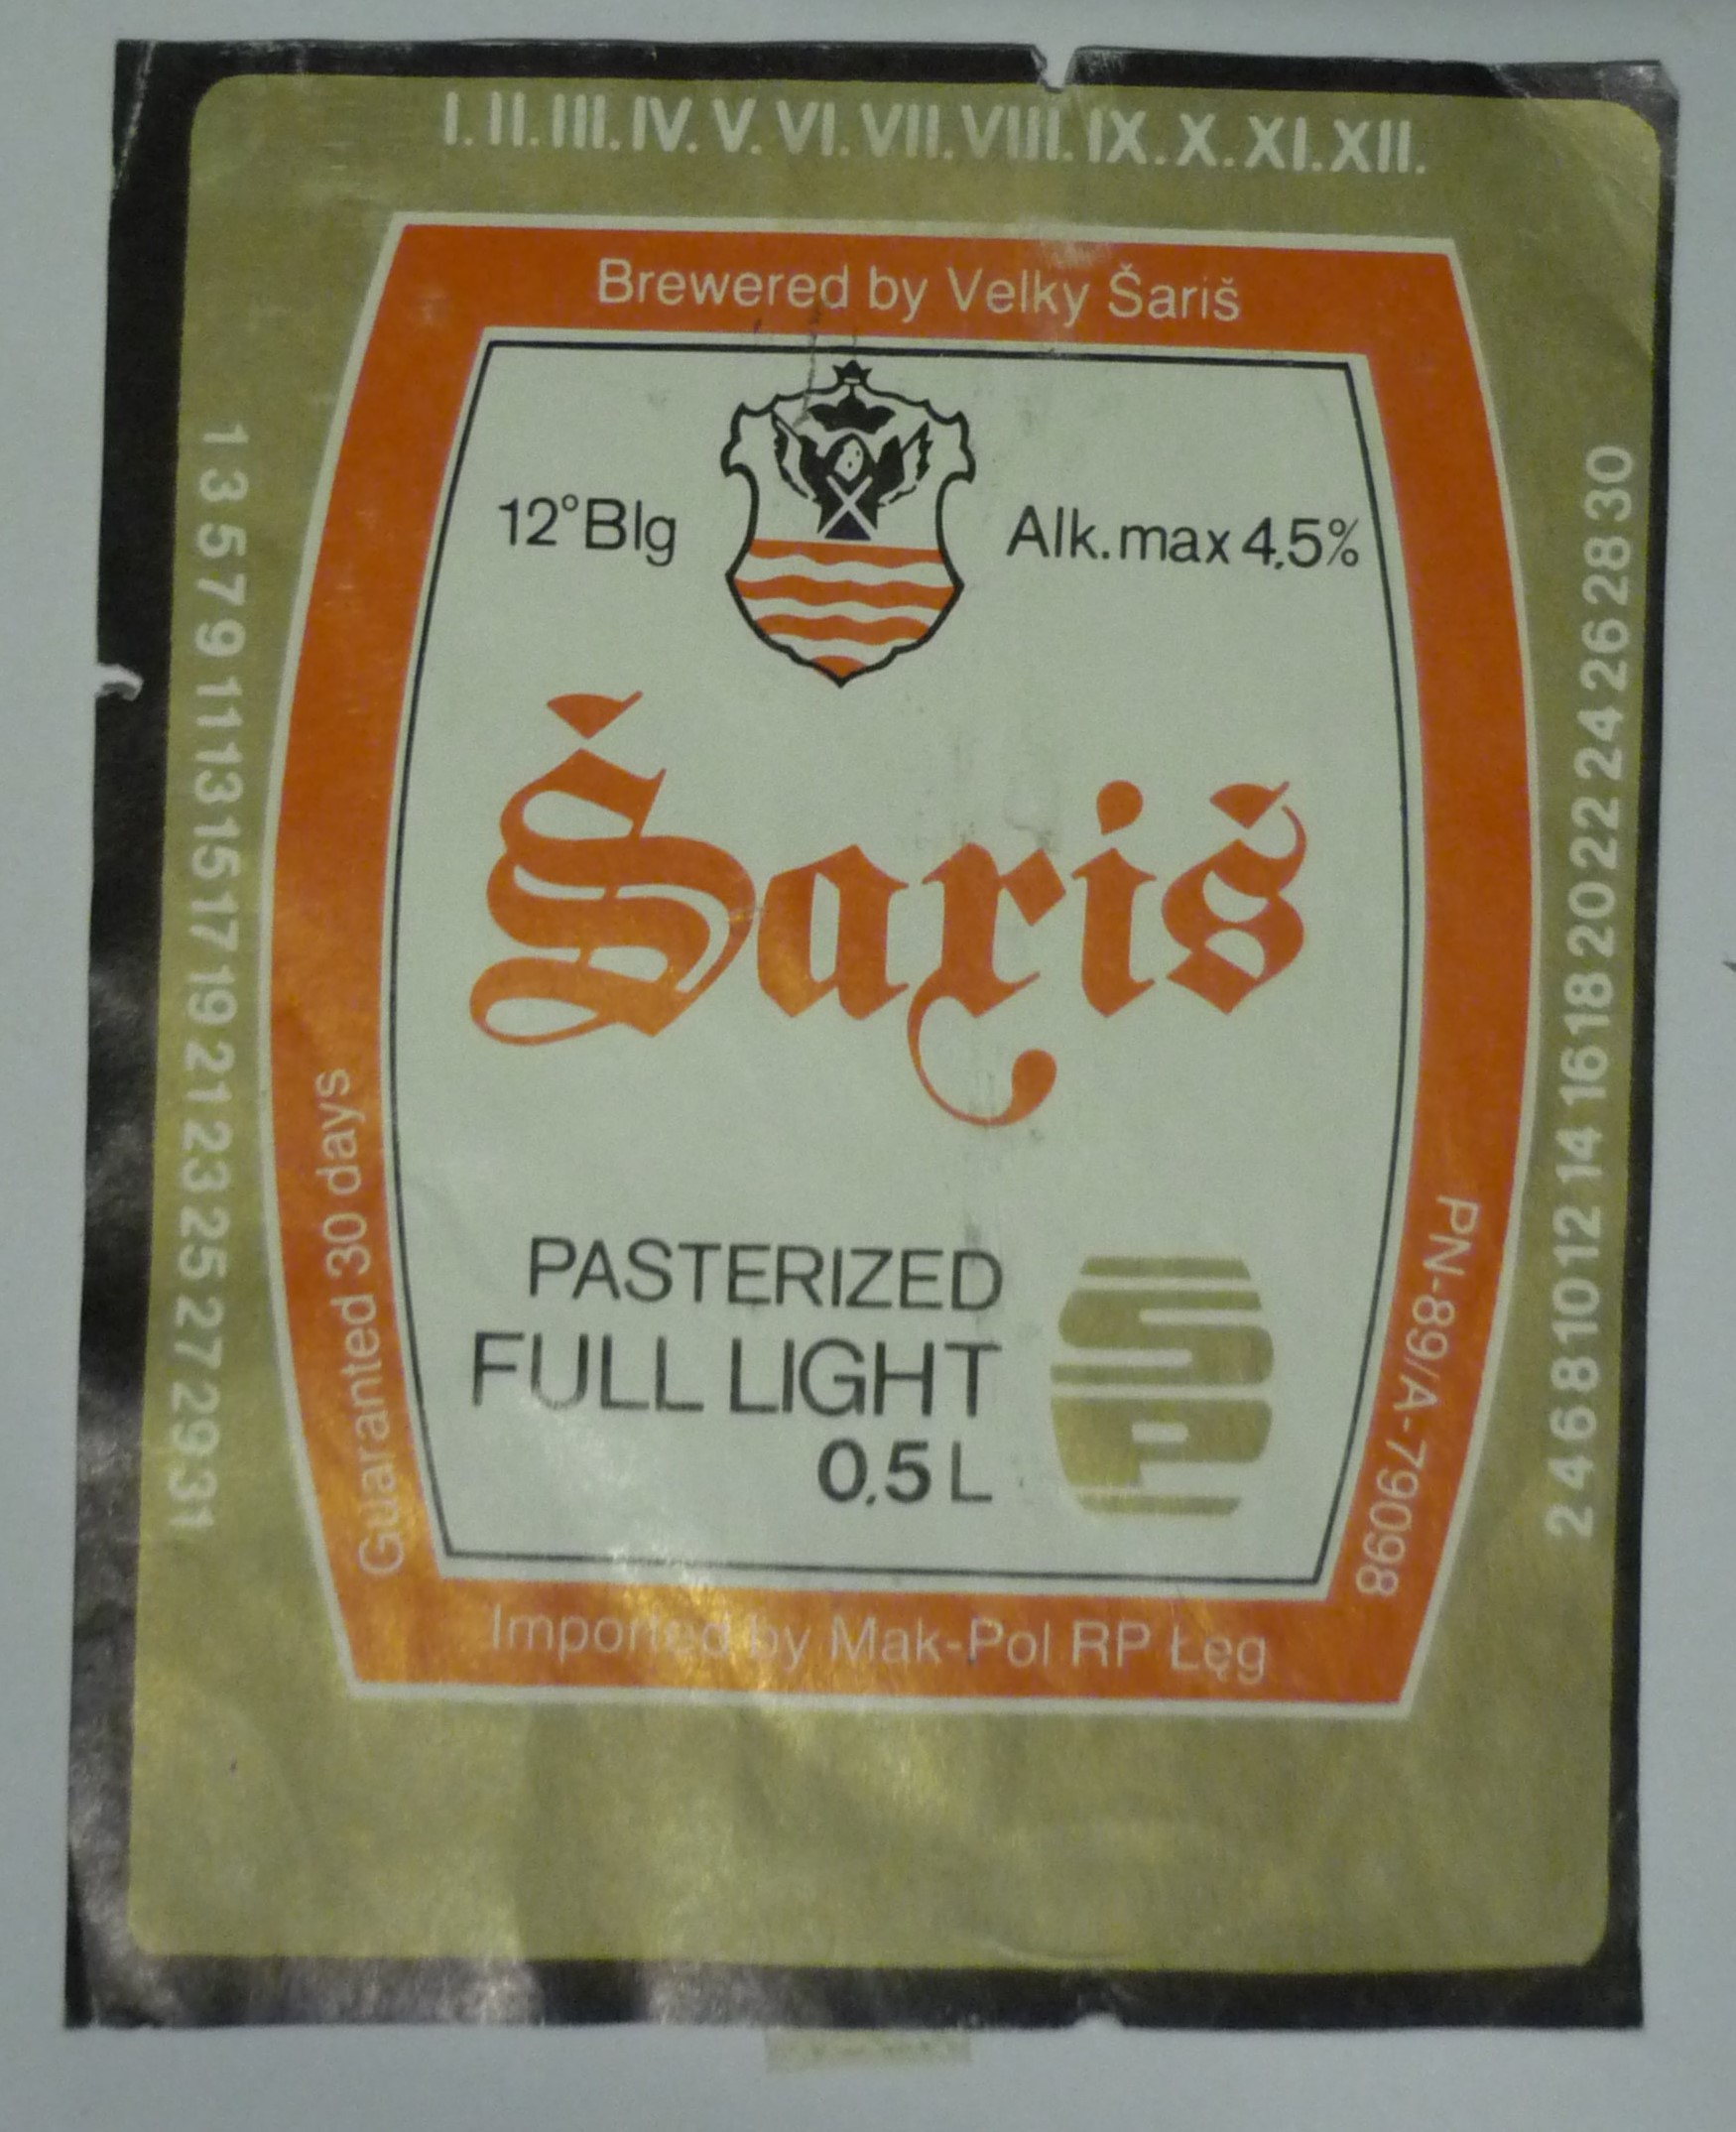 I. II. III. IV. V. VI. VII. VIII. IX. X. XI. XII.
Brewered by Velky Šariš
12°Blg
Alk. max 4,5%
Šariš
PASTERIZED
FULL LIGHT
0,5 L
Imported by Mak-Pol RP Łęg
Guaranteed 30 days
PN-89/A-79098
1 3 5 7 9 11 13 15 17 19 21 23 25 27 29 31
2 4 6 8 10 12 14 16 18 20 22 24 26 28 30